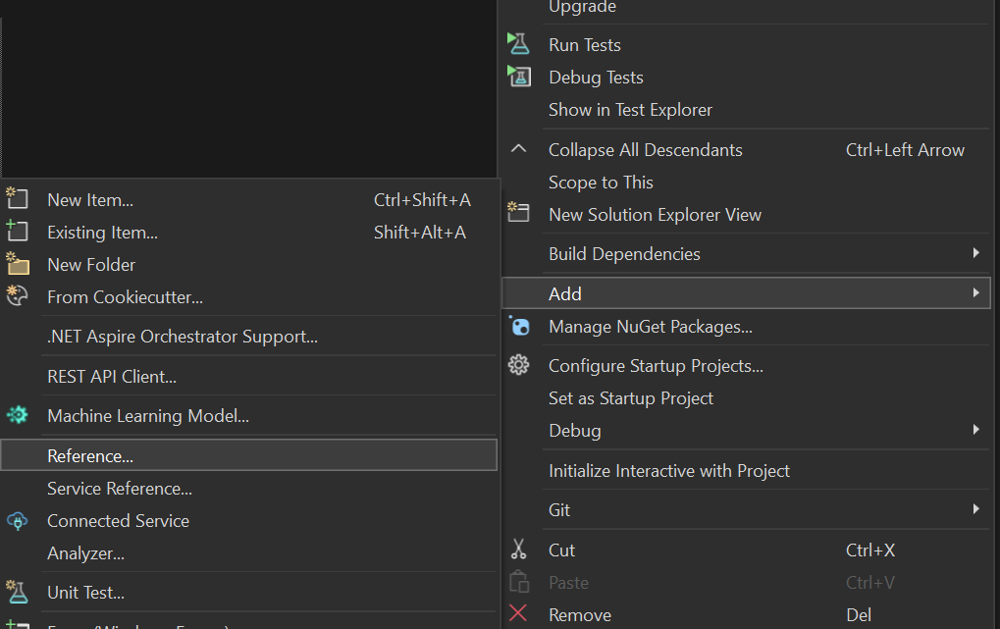 Upgrade
Run Tests
Debug Tests
Show in Test Explorer
Collapse All Descendants Ctrl+Left Arrow
Scope to This
New Solution Explorer View
Build Dependencies
Add
Manage NuGet Packages...
Configure Startup Projects...
Set as Startup Project
Debug
Initialize Interactive with Project
Git
Cut Ctrl+X
Paste Ctrl+V
Remove Del
New Item... Ctrl+Shift+A
Existing Item... Shift+Alt+A
New Folder
From Cookiecutter...
.NET Aspire Orchestrator Support...
REST API Client...
Machine Learning Model...
Reference...
Service Reference...
Connected Service
Analyzer...
Unit Test...